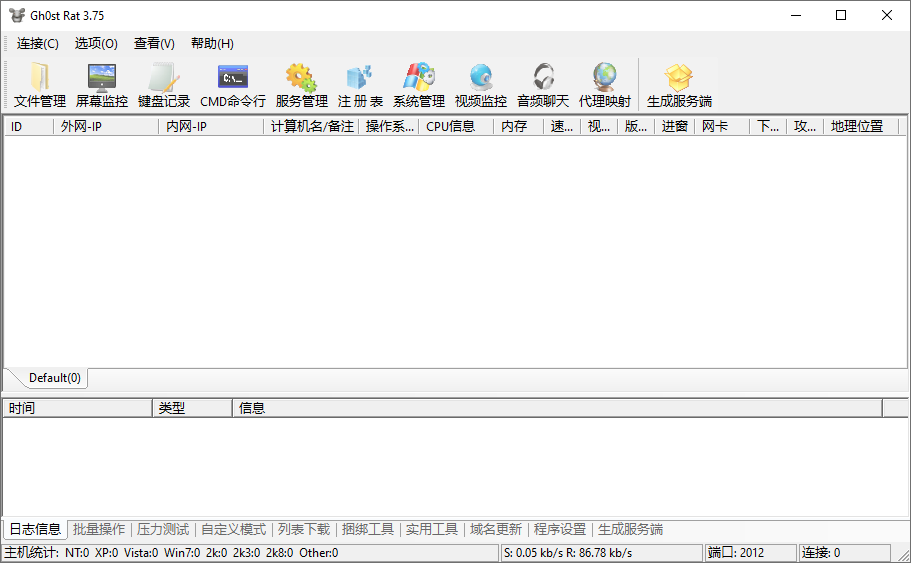 Gh0st Rat 3.75
连接(C) 选项(O) 查看(V) 帮助(H)
文件管理 屏幕监控 键盘记录 CMD命令行 服务管理 注 册 表 系统管理 视频监控 音频聊天 代理映射 生成服务端
ID 外网-IP 内网-IP 计算机名/备注 操作系... CPU信息 内存 速... 视... 版... 进窗 网卡 下... 攻... 地理位置
Default(0)
时间 类型 信息
日志信息 批量操作 压力测试 自定义模式 列表下载 捆绑工具 实用工具 域名更新 程序设置 生成服务端
主机统计: NT:0 XP:0 Vista:0 Win7:0 2k:0 2k3:0 2k8:0 Other:0 S: 0.05 kb/s R: 86.78 kb/s 端口: 2012 连接: 0